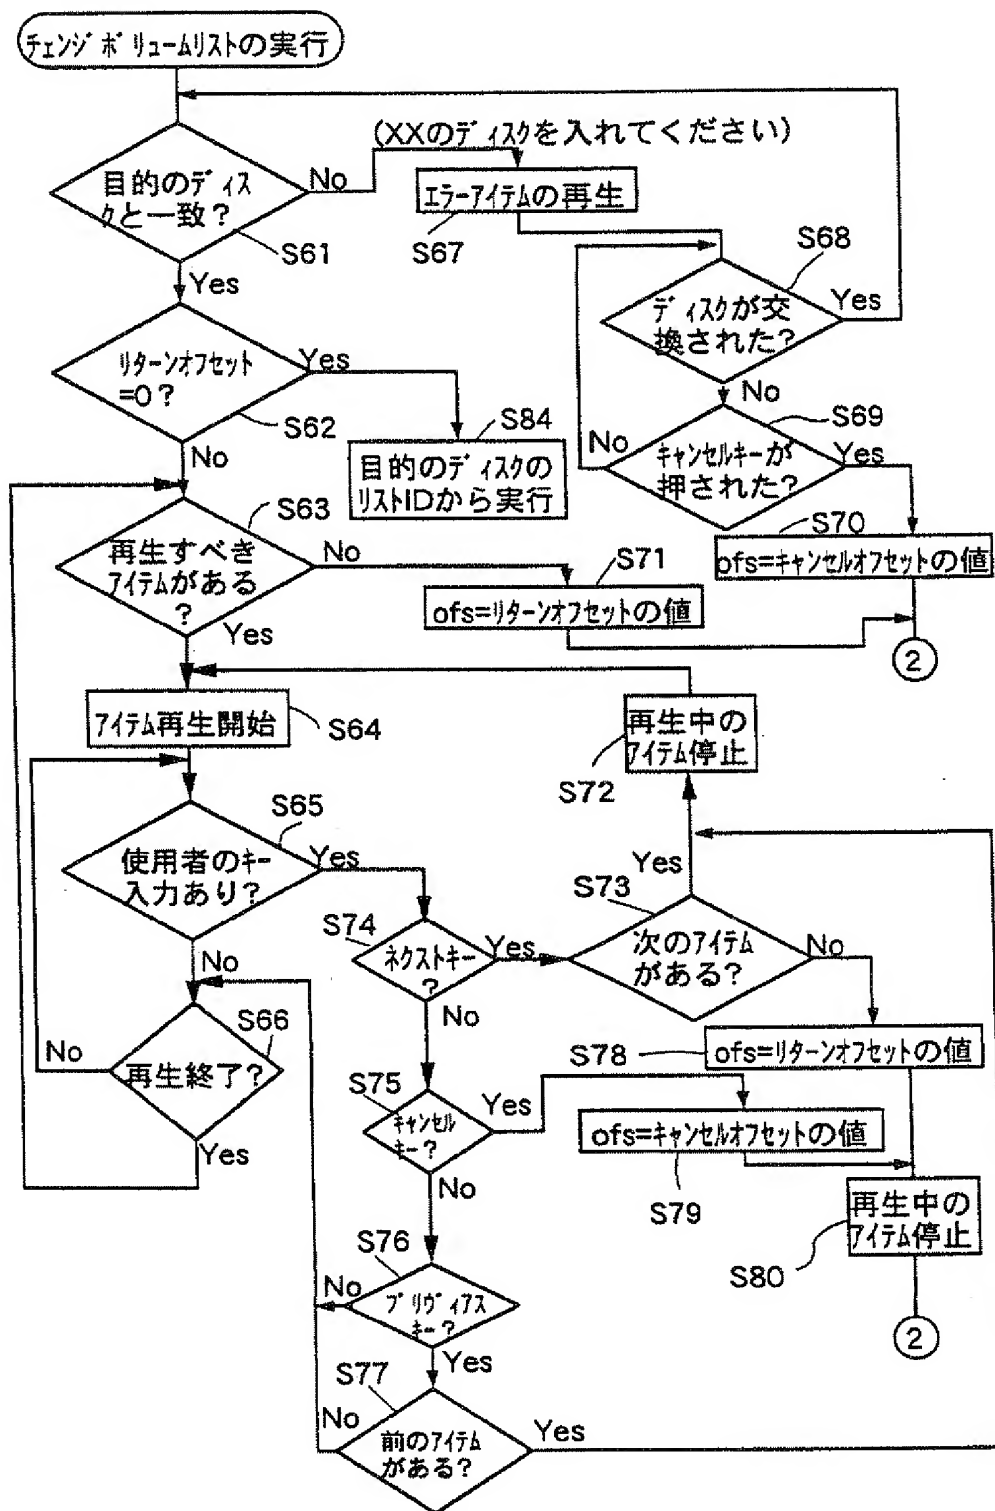 チェンジボリュームリストの実行
(XXのディスクを入れてください)
目的のディス
クと一致?
No
S61
Yes
エラーアイテムの再生
S67
S68
ディスクが交
換された?
Yes
No
リターンオフセット
=0?
Yes
S62
No
S84
目的のディスクの
リストIDから実行
S69
キャンセルキーが
押された?
No
Yes
S70
ofs=キャンセルオフセットの値
2
S63
再生すべき
アイテムがある
?
No
Yes
S71
ofs=リターンオフセットの値
アイテム再生開始
S64
再生中の
アイテム停止
S72
S65
使用者のキー
入力あり?
Yes
No
S74
ネクストキー
?
Yes
No
Yes
S73
次のアイテム
がある?
No
S66
再生終了?
No
Yes
S78
ofs=リターンオフセットの値
S75
キャンセル
キー?
Yes
No
ofs=キャンセルオフセットの値
S79
再生中の
アイテム停止
S80
2
S76
プリヴィアス
キー?
No
Yes
S77
前のアイテム
がある?
No
Yes